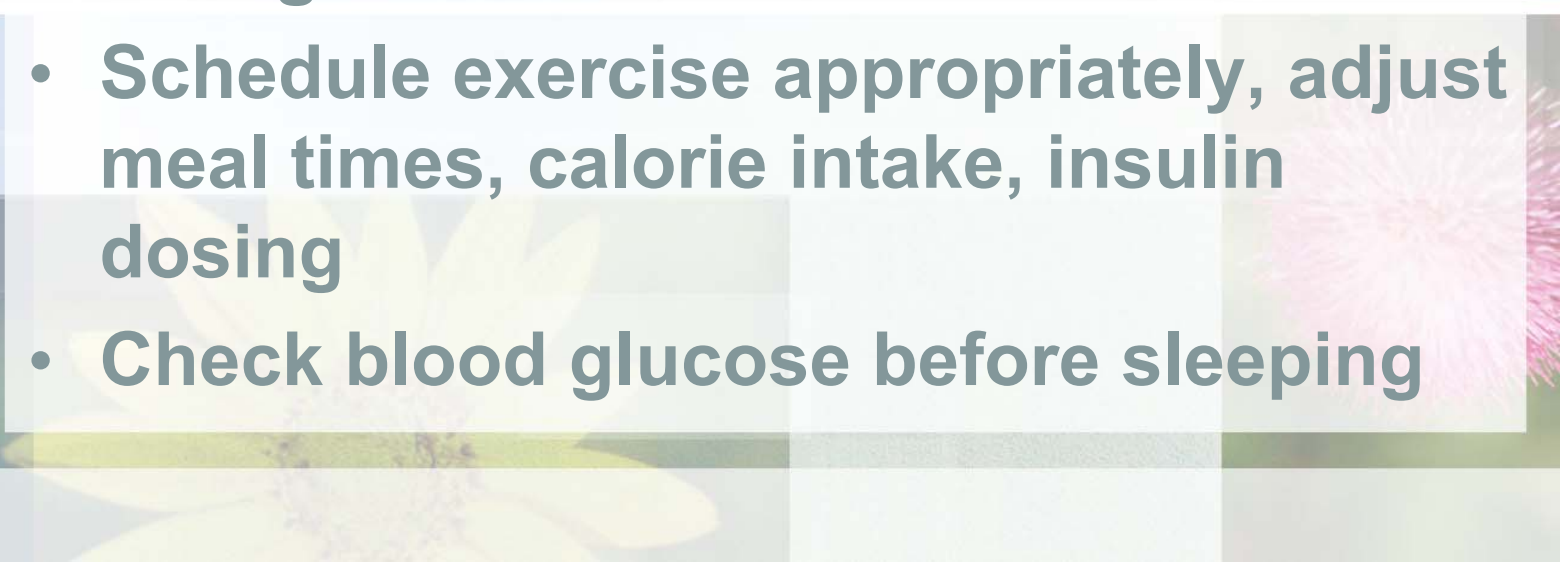 • Schedule exercise appropriately, adjust
meal times, calorie intake, insulin
dosing
• Check blood glucose before sleeping